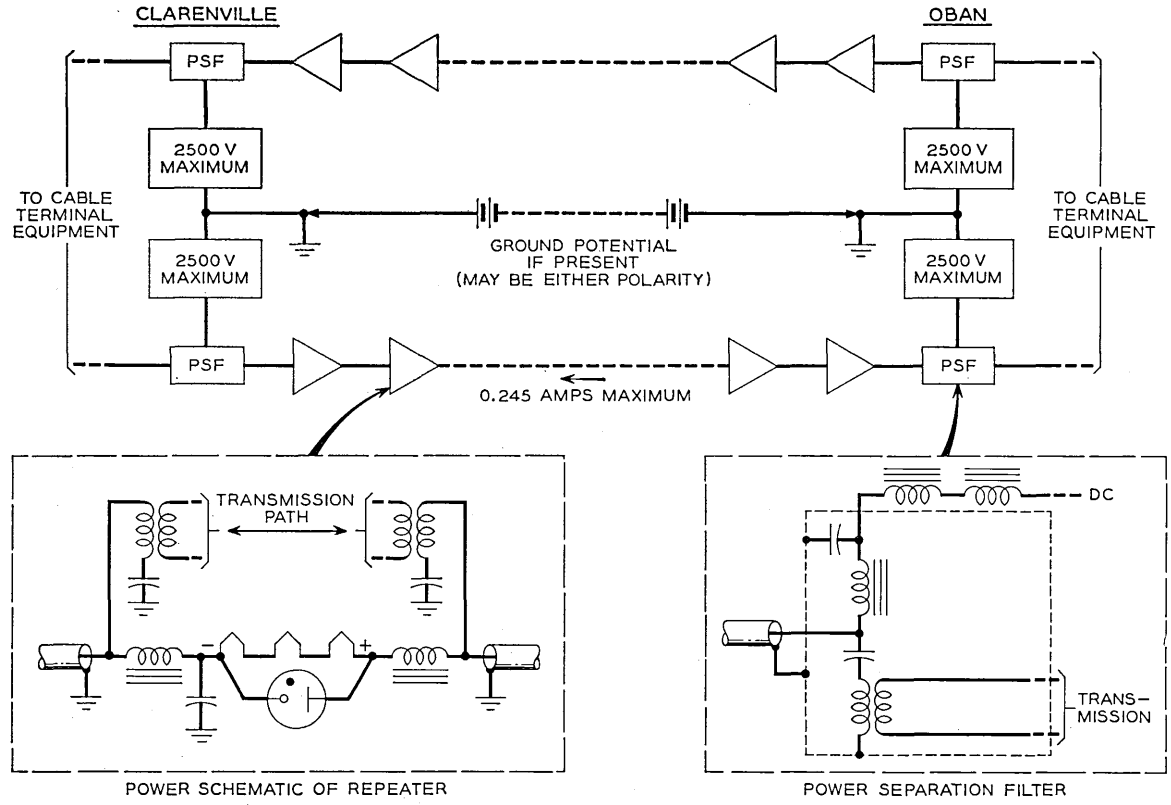 CLARENVILLE
OBAN
PSF
PSF
2500 V
MAXIMUM
2500 V
MAXIMUM
TO CABLE
TERMINAL
EQUIPMENT
TO CABLE
TERMINAL
EQUIPMENT
GROUND POTENTIAL
IF PRESENT
(MAY BE EITHER POLARITY)
2500 V
MAXIMUM
2500 V
MAXIMUM
PSF
PSF
0.245 AMPS MAXIMUM
TRANSMISSION
PATH
− +
POWER SCHEMATIC OF REPEATER
DC
TRANS-
MISSION
POWER SEPARATION FILTER